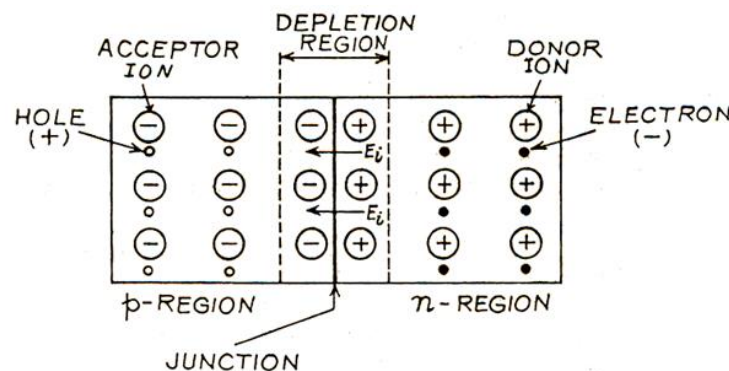 DEPLETION
REGION
ACCEPTOR
ION
DONOR
ION
HOLE
(+)
ELECTRON
(-)
− − − + + +
Ei
− − − + + +
Ei
− − − + + +
p-REGION
n-REGION
JUNCTION